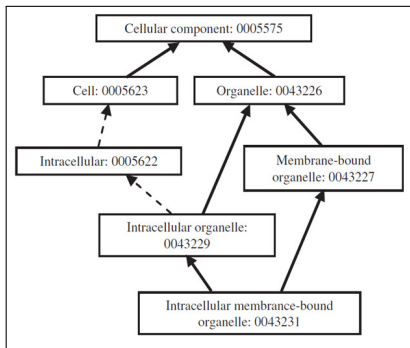 Cellular component: 0005575
Cell: 0005623
Organelle: 0043226
Intracellular: 0005622
Membrane-bound
organelle: 0043227
Intracellular organelle:
0043229
Intracellular membrance-bound
organelle: 0043231